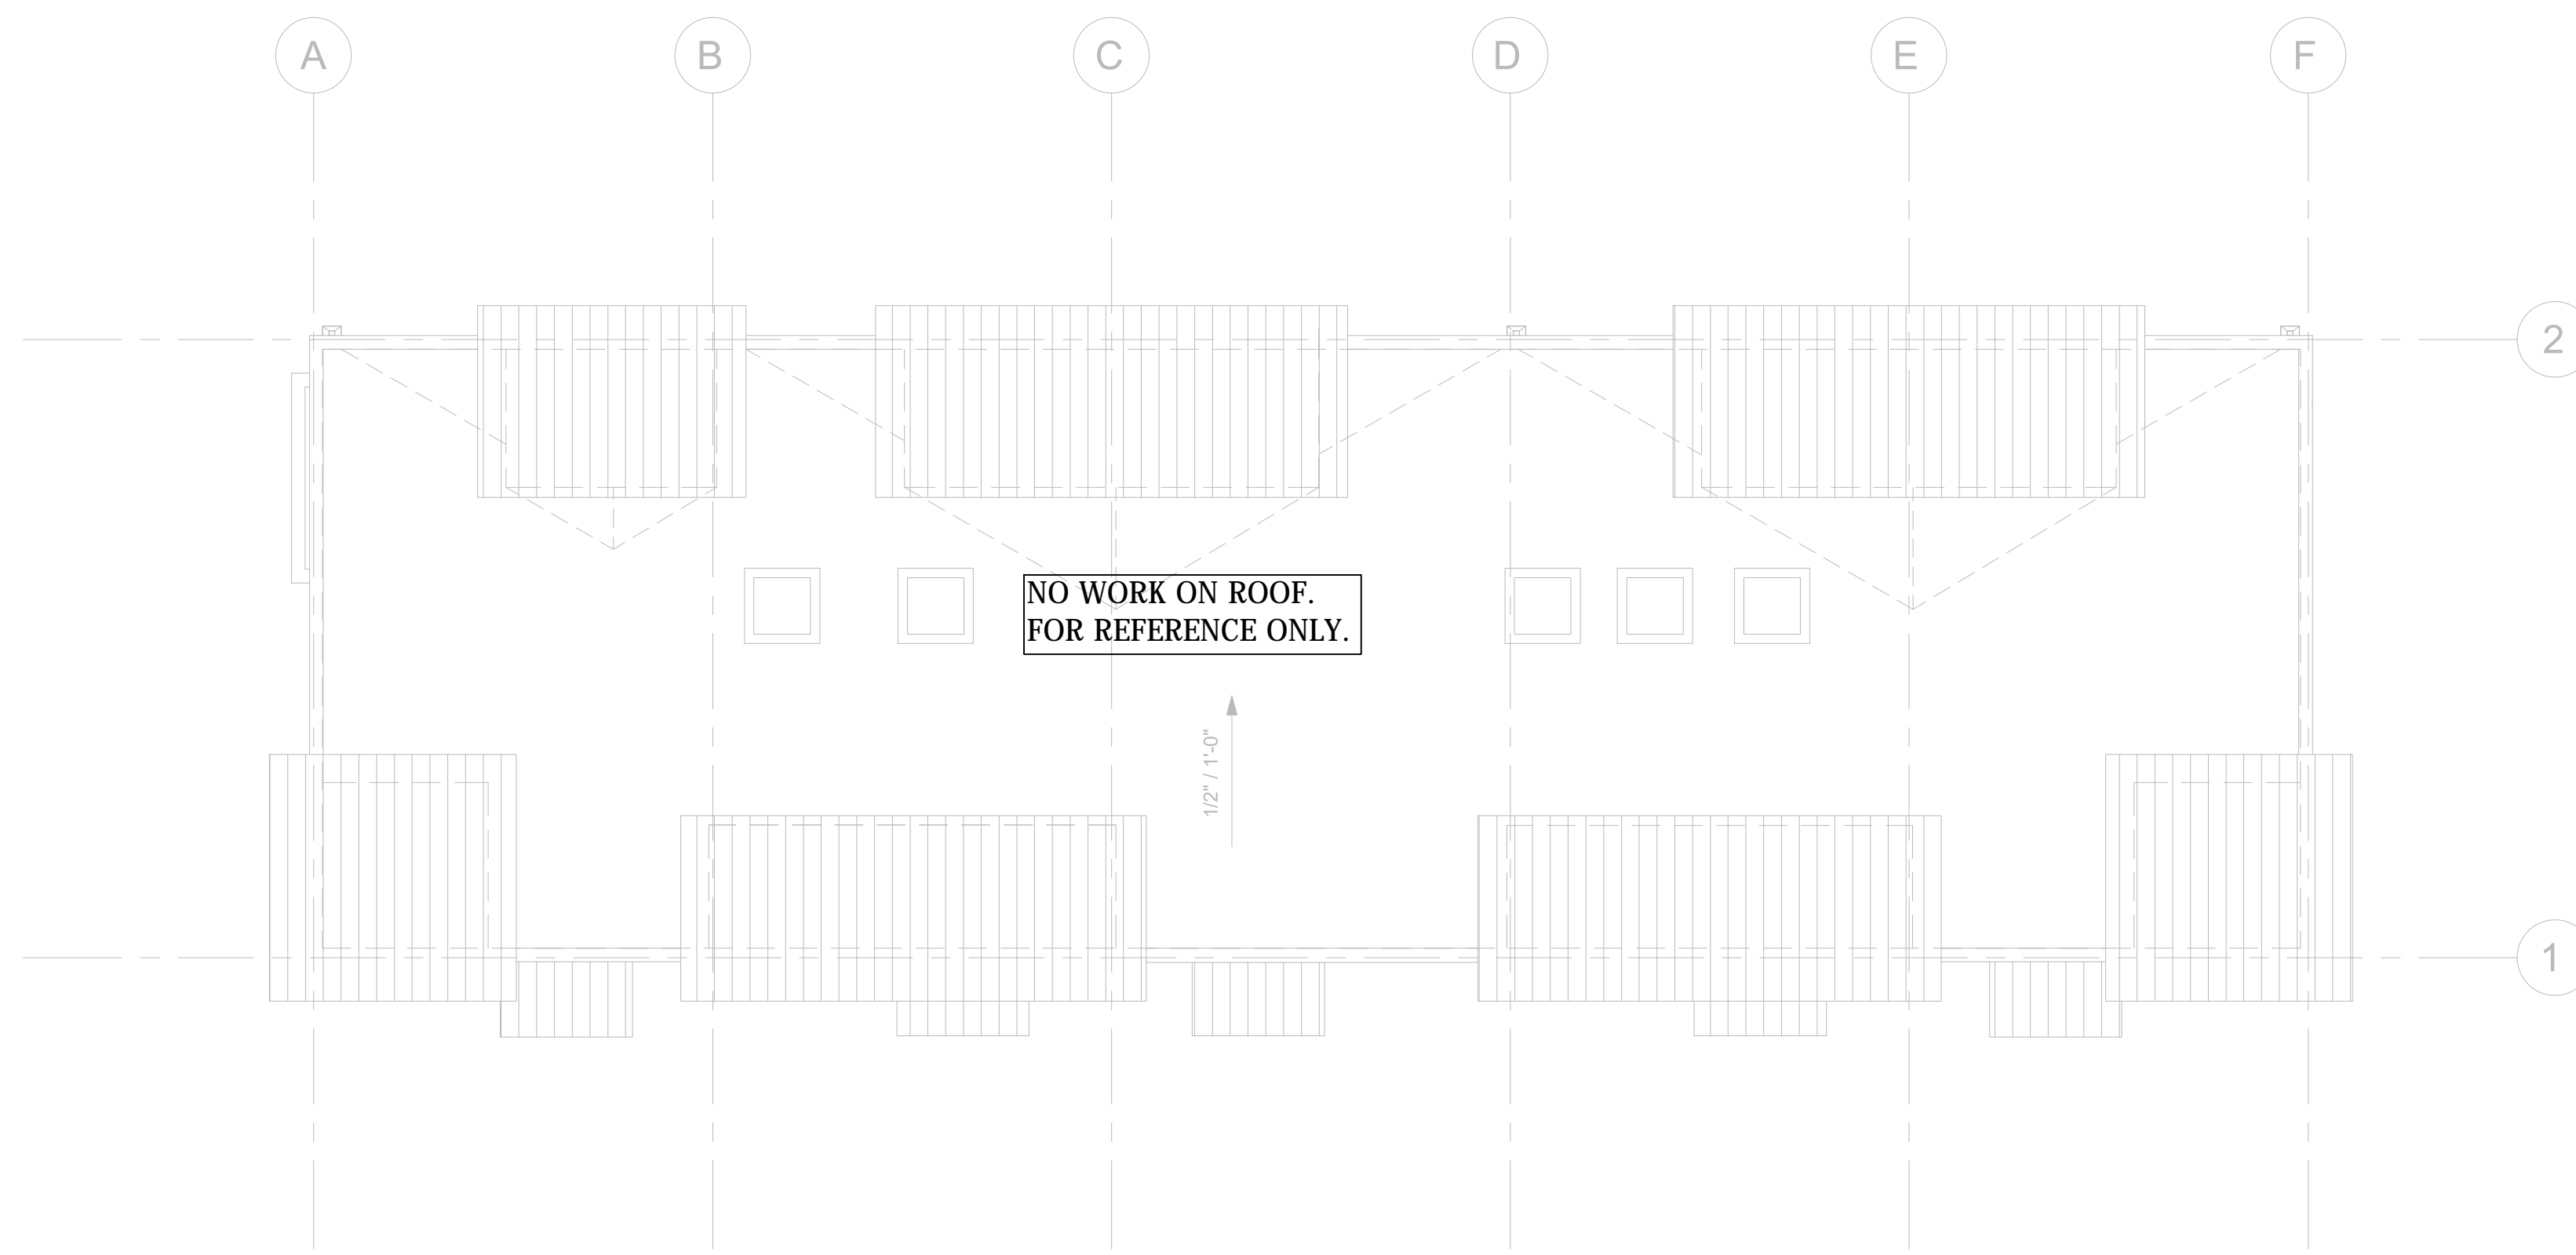 A B C D E F
2
NO WORK ON ROOF.
FOR REFERENCE ONLY.
1/2" / 1'-0"
1